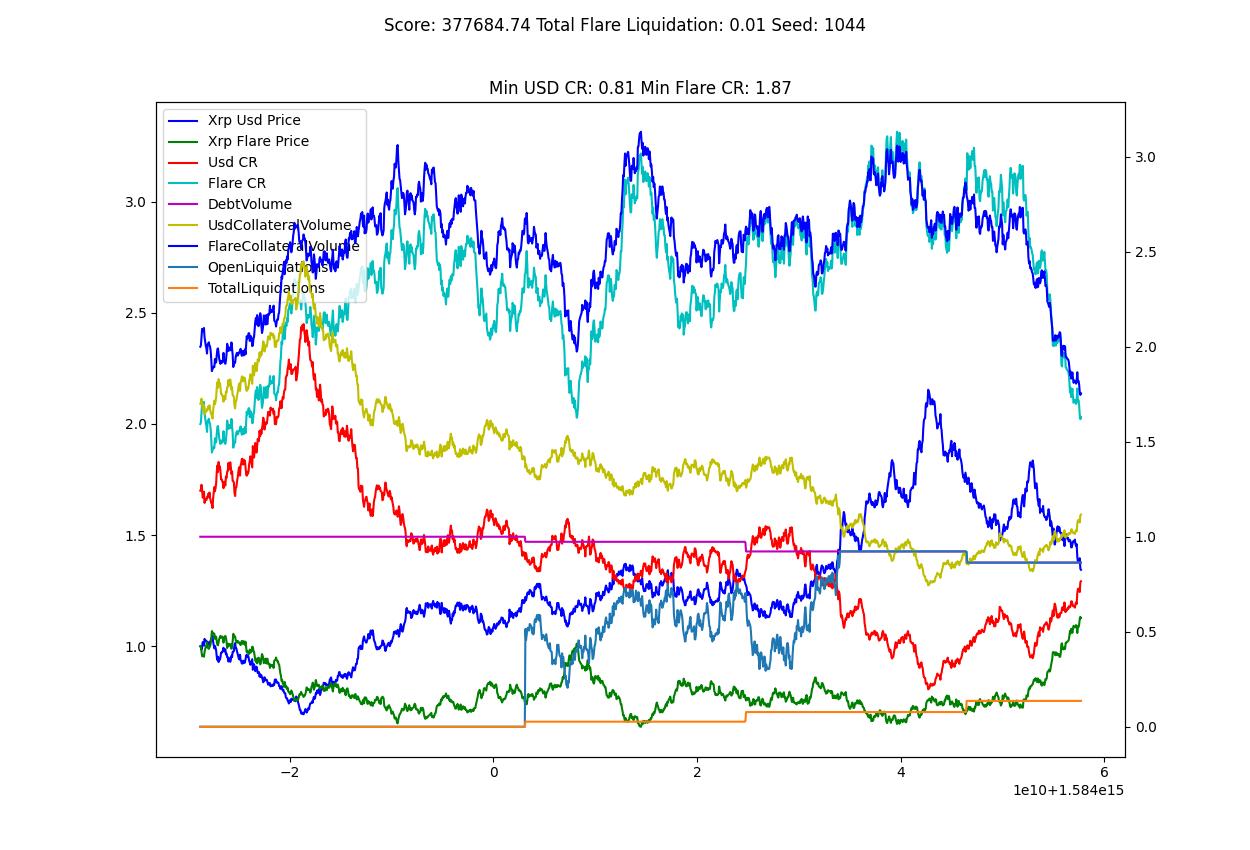 Score: 377684.74 Total Flare Liquidation: 0.01 Seed: 1044
Min USD CR: 0.81 Min Flare CR: 1.87
Xrp Usd Price
Xrp Flare Price
Usd CR
Flare CR
DebtVolume
UsdCollateralVolume
FlareCollateralVolume
OpenLiquidations
TotalLiquidations
3.0
2.5
2.0
1.5
1.0
3.0
2.5
2.0
1.5
1.0
0.5
0.0
−2 0 2 4 6
1e10+1.584e15